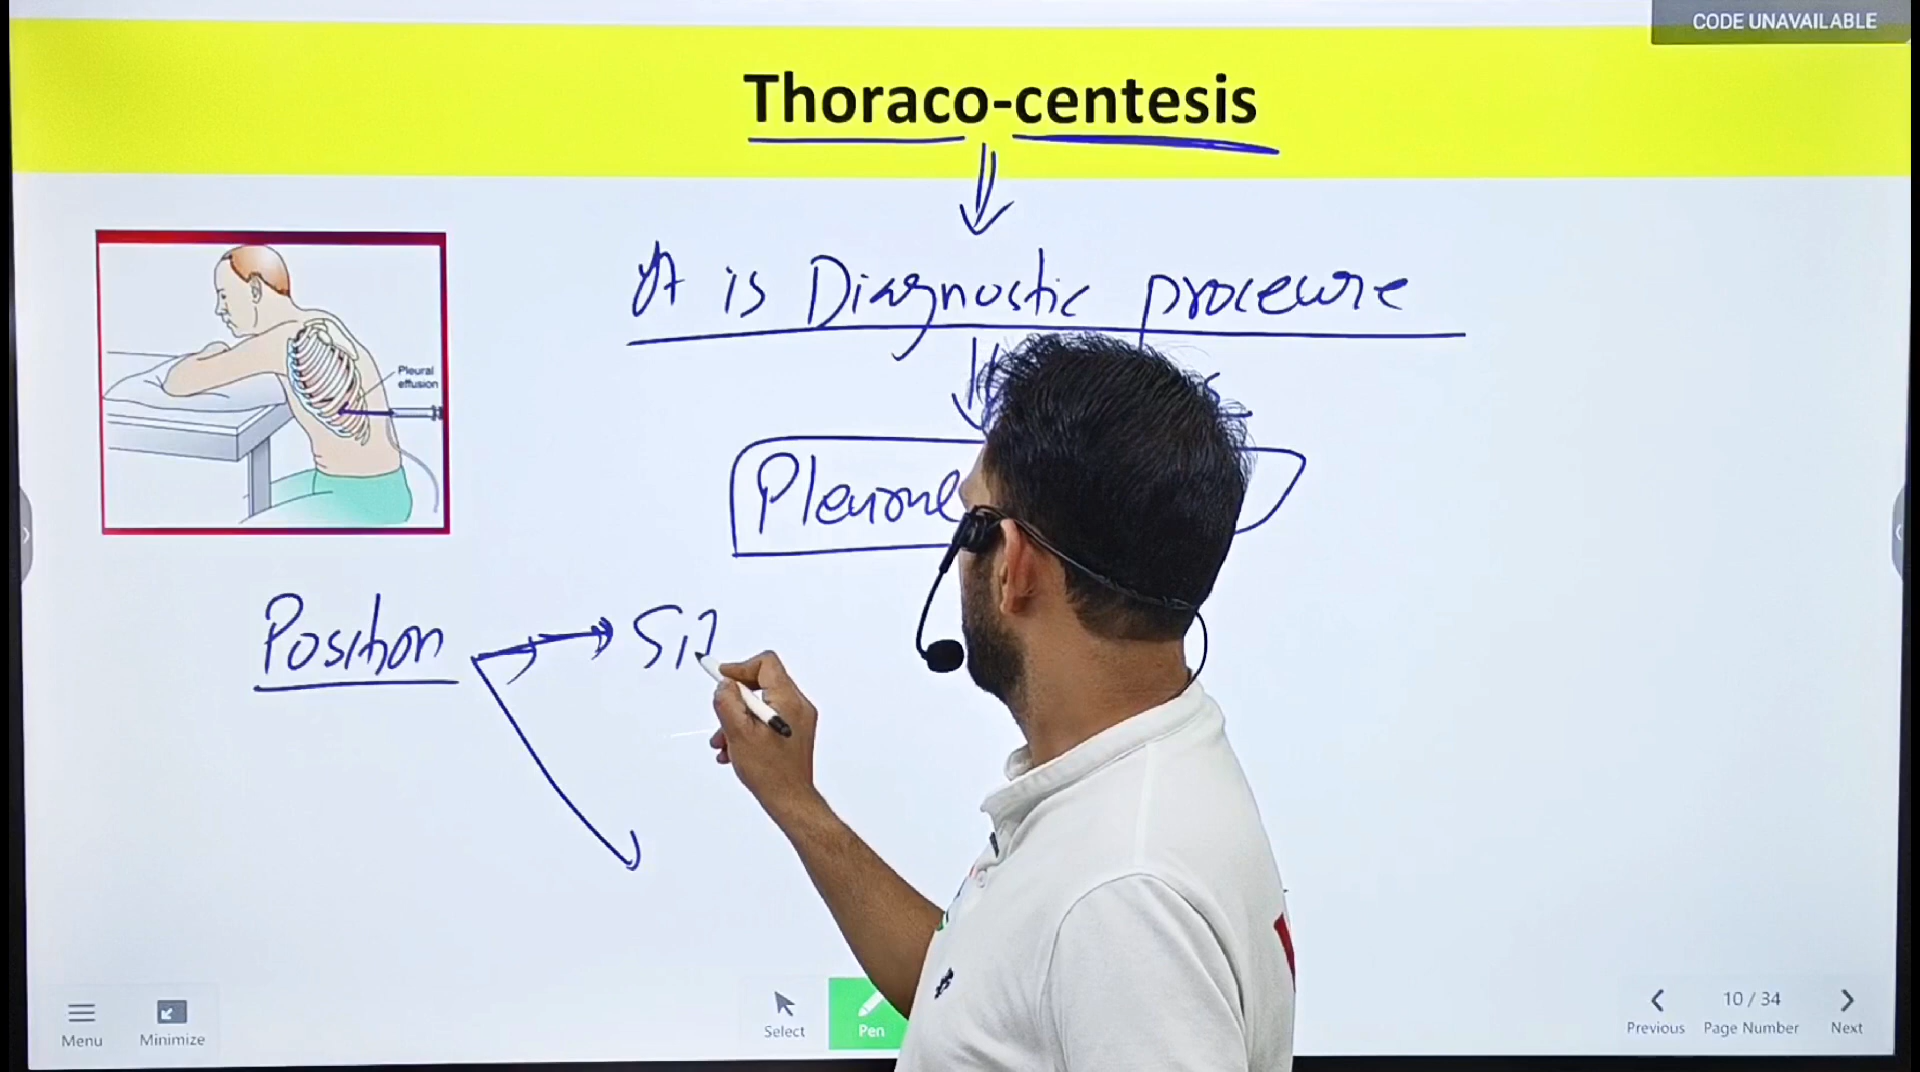 CODE UNAVAILABLE
Thoraco-centesis
It is Diagnostic procedure
Pleural
effusion
Position
Menu
Minimize
Select
Pen
Previous
10 / 34
Page Number
Next